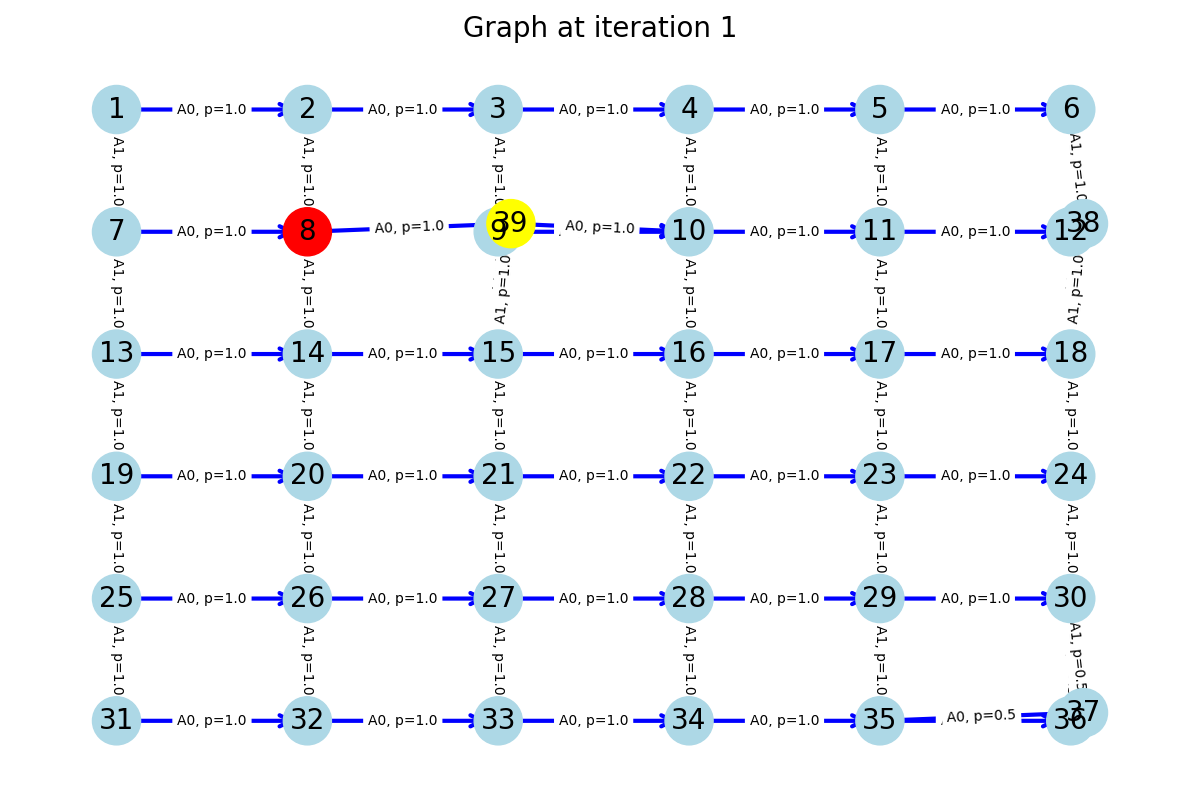 Graph at iteration 1
1 A0, p=1.0 2 A0, p=1.0 3 A0, p=1.0 4 A0, p=1.0 5 A0, p=1.0 6
A1, p=1.0 A1, p=1.0 A1, p=1.0 A1, p=1.0 A1, p=1.0 A1, p=1.0
7 A0, p=1.0 8 A0, p=1.0 9 39 A0, p=1.0 10 A0, p=1.0 11 A0, p=1.0 12 38
A1, p=1.0 A1, p=1.0 A1, p=1.0 A1, p=1.0 A1, p=1.0 A1, p=1.0
13 A0, p=1.0 14 A0, p=1.0 15 A0, p=1.0 16 A0, p=1.0 17 A0, p=1.0 18
A1, p=1.0 A1, p=1.0 A1, p=1.0 A1, p=1.0 A1, p=1.0 A1, p=1.0
19 A0, p=1.0 20 A0, p=1.0 21 A0, p=1.0 22 A0, p=1.0 23 A0, p=1.0 24
A1, p=1.0 A1, p=1.0 A1, p=1.0 A1, p=1.0 A1, p=1.0 A1, p=1.0
25 A0, p=1.0 26 A0, p=1.0 27 A0, p=1.0 28 A0, p=1.0 29 A0, p=1.0 30
A1, p=1.0 A1, p=1.0 A1, p=1.0 A1, p=1.0 A1, p=1.0 A1, p=0.5
31 A0, p=1.0 32 A0, p=1.0 33 A0, p=1.0 34 A0, p=1.0 35 A0, p=0.5 36 37